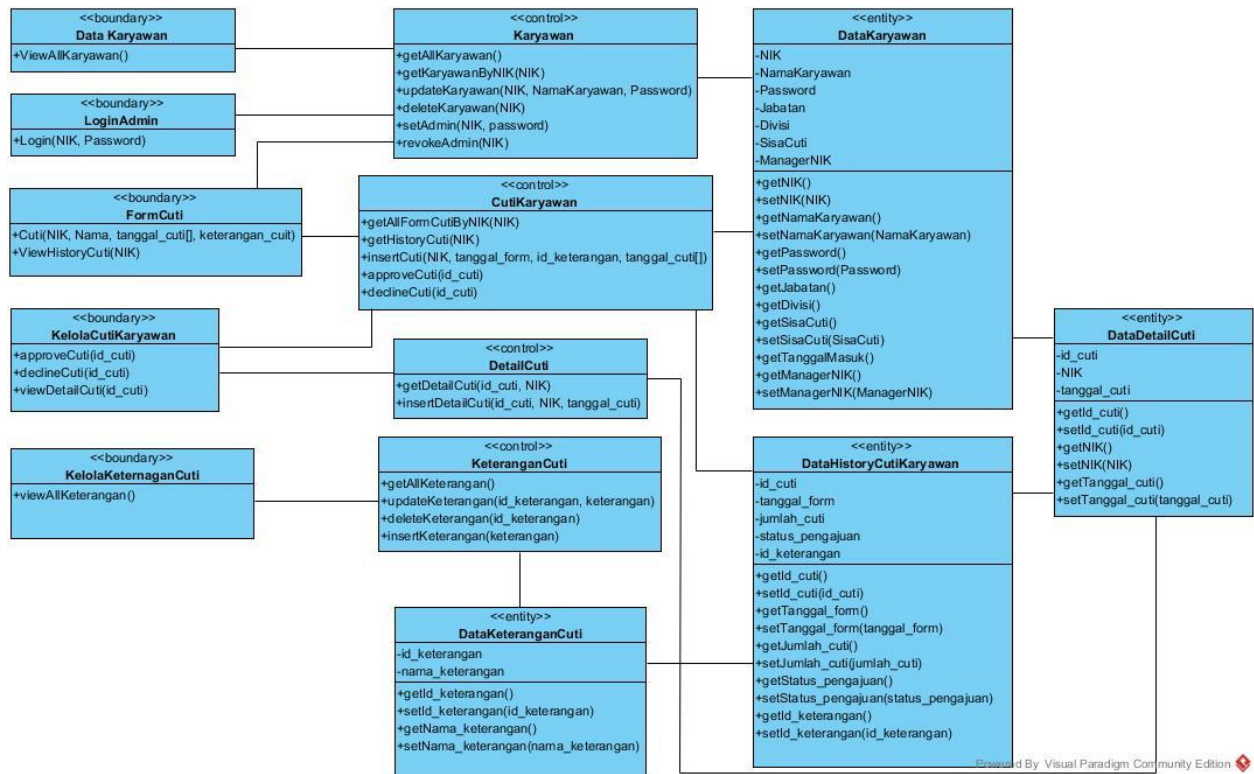 <<boundary>>
Data Karyawan
+ViewAllKaryawan()
<<boundary>>
LoginAdmin
+Login(NIK, Password)
<<boundary>>
FormCuti
+Cuti(NIK, Nama, tanggal_cuti[], keterangan_cuit)
+ViewHistoryCuti(NIK)
<<boundary>>
KelolaCutiKaryawan
+approveCuti(id_cuti)
+declineCuti(id_cuti)
+viewDetailCuti(id_cuti)
<<boundary>>
KelolaKeternaganCuti
+viewAllKeterangan()
<<control>>
Karyawan
+getAllKaryawan()
+getKaryawanByNIK(NIK)
+updateKaryawan(NIK, NamaKaryawan, Password)
+deleteKaryawan(NIK)
+setAdmin(NIK, password)
+revokeAdmin(NIK)
<<control>>
CutiKaryawan
+getAllFormCutiByNIK(NIK)
+getHistoryCuti(NIK)
+insertCuti(NIK, tanggal_form, id_keterangan, tanggal_cuti[])
+approveCuti(id_cuti)
+declineCuti(id_cuti)
<<control>>
DetailCuti
+getDetailCuti(id_cuti, NIK)
+insertDetailCuti(id_cuti, NIK, tanggal_cuti)
<<control>>
KeteranganCuti
+getAllKeterangan()
+updateKeterangan(id_keterangan, keterangan)
+deleteKeterangan(id_keterangan)
+insertKeterangan(keterangan)
<<entity>>
DataKeteranganCuti
-id_keterangan
-nama_keterangan
+getId_keterangan()
+setId_keterangan(id_keterangan)
+getNama_keterangan()
+setNama_keterangan(nama_keterangan)
<<entity>>
DataKaryawan
-NIK
-NamaKaryawan
-Password
-Jabatan
-Divisi
-SisaCuti
-ManagerNIK
+getNIK()
+setNIK(NIK)
+getNamaKaryawan()
+setNamaKaryawan(NamaKaryawan)
+getPassword()
+setPassword(Password)
+getJabatan()
+getDivisi()
+getSisaCuti()
+setSisaCuti(SisaCuti)
+getTanggalMasuk()
+getManagerNIK()
+setManagerNIK(ManagerNIK)
<<entity>>
DataHistoryCutiKaryawan
-id_cuti
-tanggal_form
-jumlah_cuti
-status_pengajuan
-id_keterangan
+getId_cuti()
+setId_cuti(id_cuti)
+getTanggal_form()
+setTanggal_form(tanggal_form)
+getJumlah_cuti()
+setJumlah_cuti(jumlah_cuti)
+getStatus_pengajuan()
+setStatus_pengajuan(status_pengajuan)
+getId_keterangan()
+setId_keterangan(id_keterangan)
<<entity>>
DataDetailCuti
-id_cuti
-NIK
-tanggal_cuti
+getId_cuti()
+setId_cuti(id_cuti)
+getNIK()
+setNIK(NIK)
+getTanggal_cuti()
+setTanggal_cuti(tanggal_cuti)
Powered By Visual Paradigm Community Edition